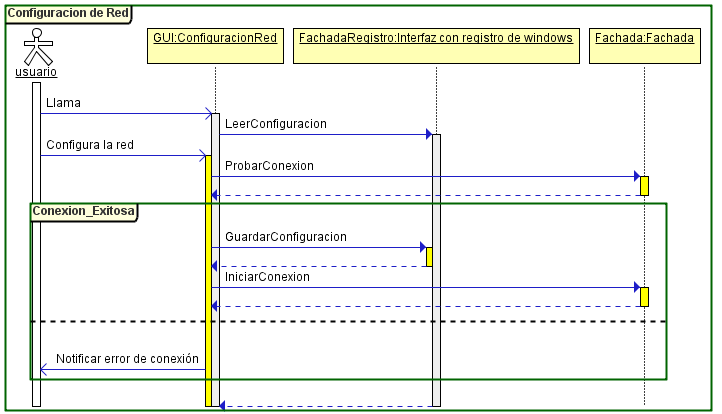 Configuracion de Red
usuario
GUI:ConfiguracionRed
FachadaRegistro:Interfaz con registro de windows
Fachada:Fachada
Llama
LeerConfiguracion
Configura la red
ProbarConexion
Conexion_Exitosa
GuardarConfiguracion
IniciarConexion
Notificar error de conexión